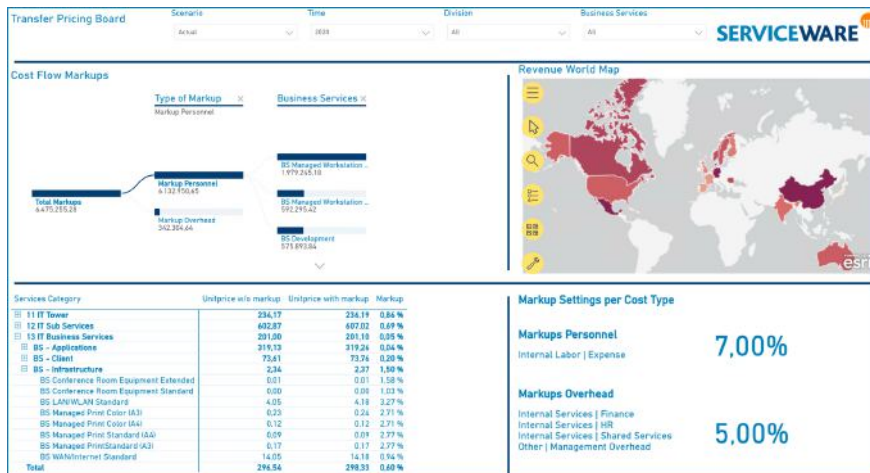 Transfer Pricing Board
Scenario
Time
Division
Business Services
Actual
2020
All
All
SERVICEWARE
Cost Flow Markups
Type of Markup ×
Business Services ×
Markup Personnel
BS Managed Workstation ...
1.979.245,10
Markup Personnel
6.132.950,65
BS Managed Workstation ...
592.295,42
Total Markups
6.475.255,28
Markup Overhead
342.304,64
BS Development
571.893,84
Revenue World Map
esri
Services Category Unitprice w/o markup Unitprice with markup Markup
11 IT Tower 234,17 236,19 0,86 %
12 IT Sub Services 602,87 607,02 0,69 %
13 IT Business Services 201,00 201,10 0,05 %
BS - Applications 319,13 319,26 0,04 %
BS - Client 73,61 73,76 0,20 %
BS - Infrastructure 2,34 2,37 1,50 %
BS Conference Room Equipment Extended 0,01 0,01 1,58 %
BS Conference Room Equipment Standard 0,00 0,00 1,03 %
BS LAN/WLAN Standard 4,05 4,18 3,27 %
BS Managed Print Color (A3) 0,23 0,24 2,71 %
BS Managed Print Color (A4) 0,12 0,12 2,71 %
BS Managed Print Standard (A4) 0,09 0,09 2,77 %
BS Managed PrintStandard (A3) 0,17 0,17 2,77 %
BS WAN/Internet Standard 14,05 14,18 0,94 %
Total 296,54 298,33 0,60 %
Markup Settings per Cost Type
Markups Personnel
Internal Labor | Expense
7,00%
Markups Overhead
Internal Services | Finance
Internal Services | HR
Internal Services | Shared Services
Other | Management Overhead
5,00%